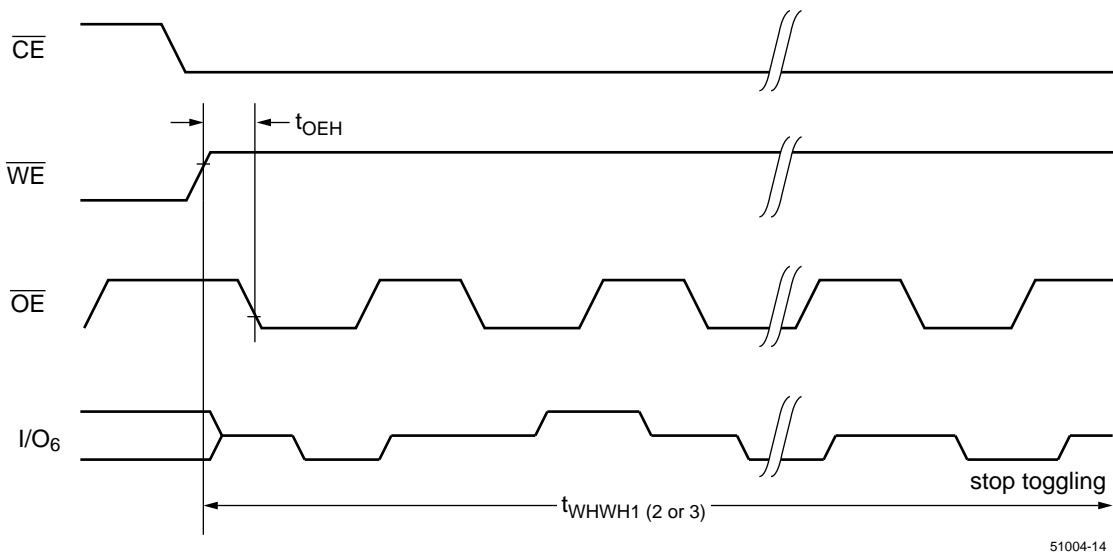 CE
tOEH
WE
OE
I/O6
stop toggling
tWHWH1 (2 or 3)
51004-14